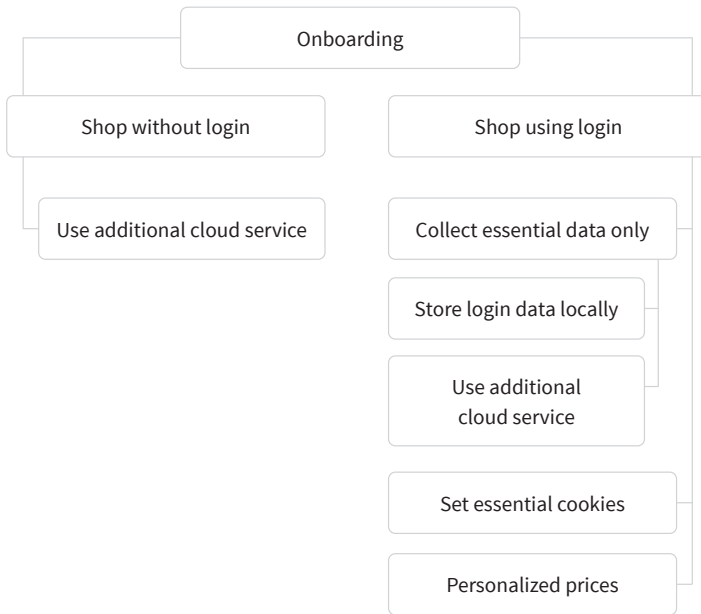 Onboarding
Shop without login
Shop using login
Use additional cloud service
Collect essential data only
Store login data locally
Use additional
cloud service
Set essential cookies
Personalized prices